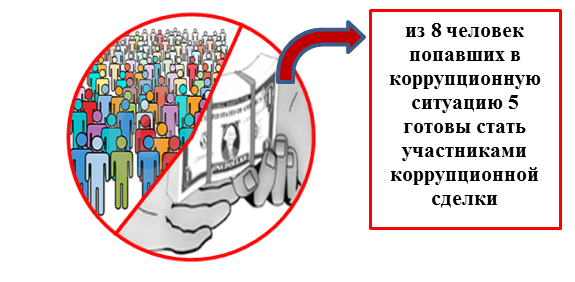 из 8 человек
попавших в
коррупционную
ситуацию 5
готовы стать
участниками
коррупционной
сделки